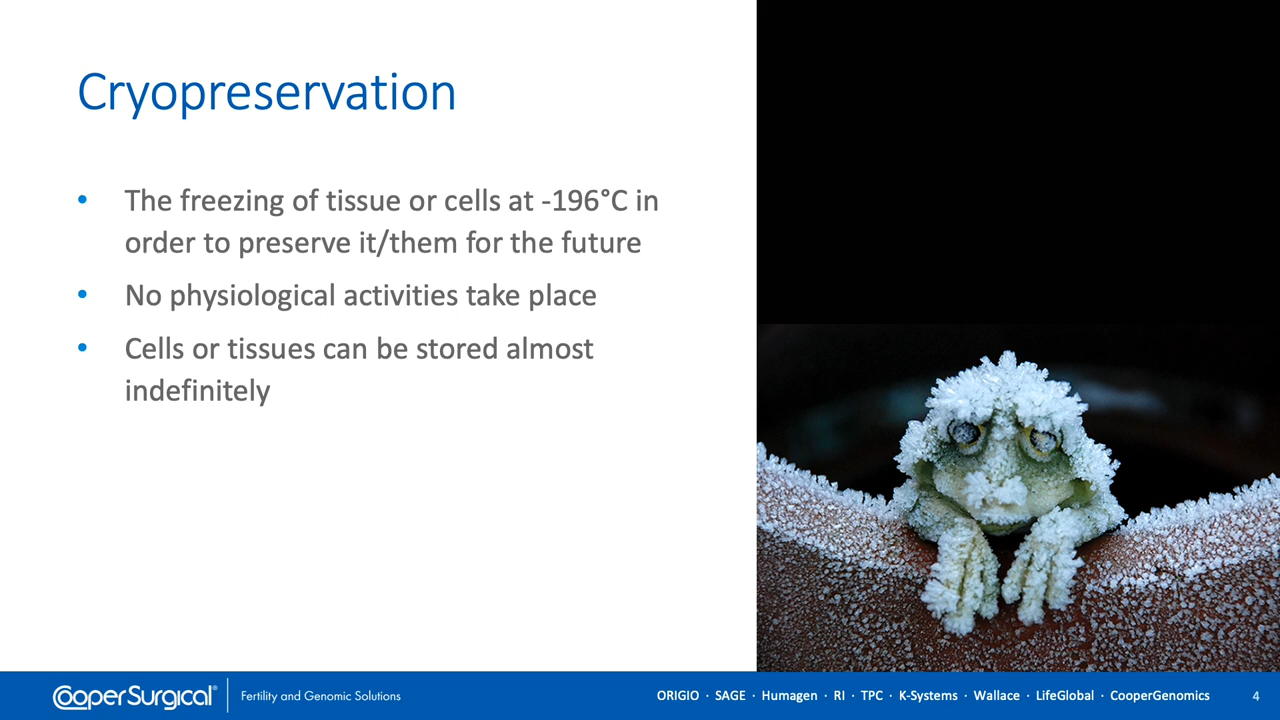 Cryopreservation
• The freezing of tissue or cells at -196°C in
order to preserve it/them for the future
• No physiological activities take place
• Cells or tissues can be stored almost
indefinitely
CooperSurgical® Fertility and Genomic Solutions ORIGIO · SAGE · Humagen · RI · TPC · K-Systems · Wallace · LifeGlobal · CooperGenomics 4